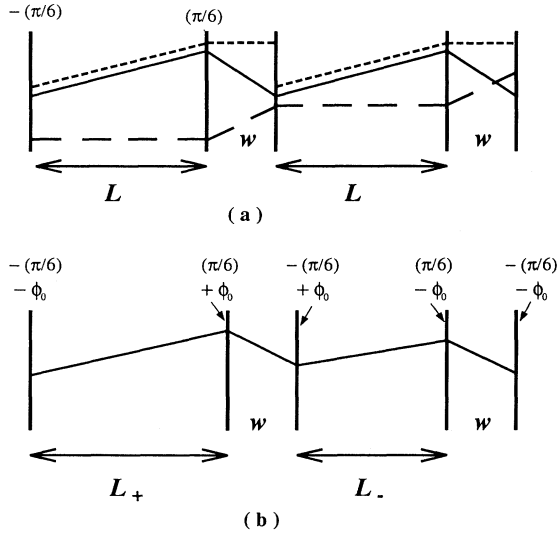 − (π/6) (π/6)
w w
L L
( a )
− (π/6) (π/6) − (π/6) (π/6) − (π/6)
− ϕ₀ + ϕ₀ + ϕ₀ − ϕ₀ − ϕ₀
w w
L₊ L₋
( b )